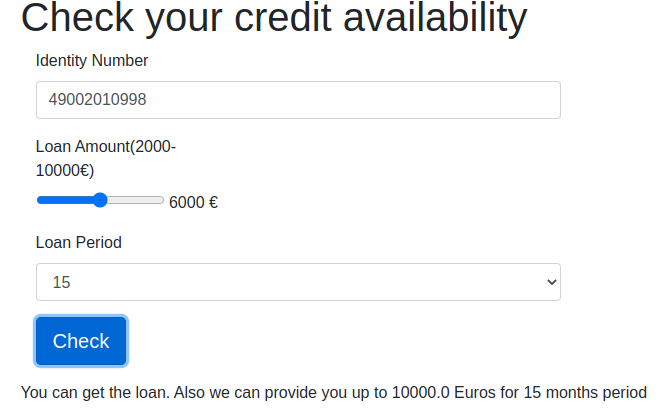 Check your credit availability
Identity Number
49002010998
Loan Amount(2000-
10000€)
6000 €
Loan Period
15
Check
You can get the loan. Also we can provide you up to 10000.0 Euros for 15 months period